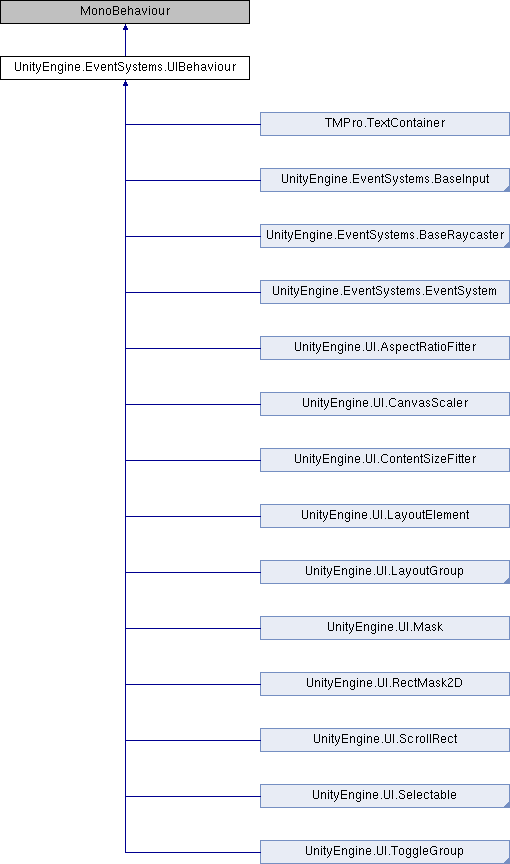 MonoBehaviour
UnityEngine.EventSystems.UIBehaviour
TMPro.TextContainer
UnityEngine.EventSystems.BaseInput
UnityEngine.EventSystems.BaseRaycaster
UnityEngine.EventSystems.EventSystem
UnityEngine.UI.AspectRatioFitter
UnityEngine.UI.CanvasScaler
UnityEngine.UI.ContentSizeFitter
UnityEngine.UI.LayoutElement
UnityEngine.UI.LayoutGroup
UnityEngine.UI.Mask
UnityEngine.UI.RectMask2D
UnityEngine.UI.ScrollRect
UnityEngine.UI.Selectable
UnityEngine.UI.ToggleGroup